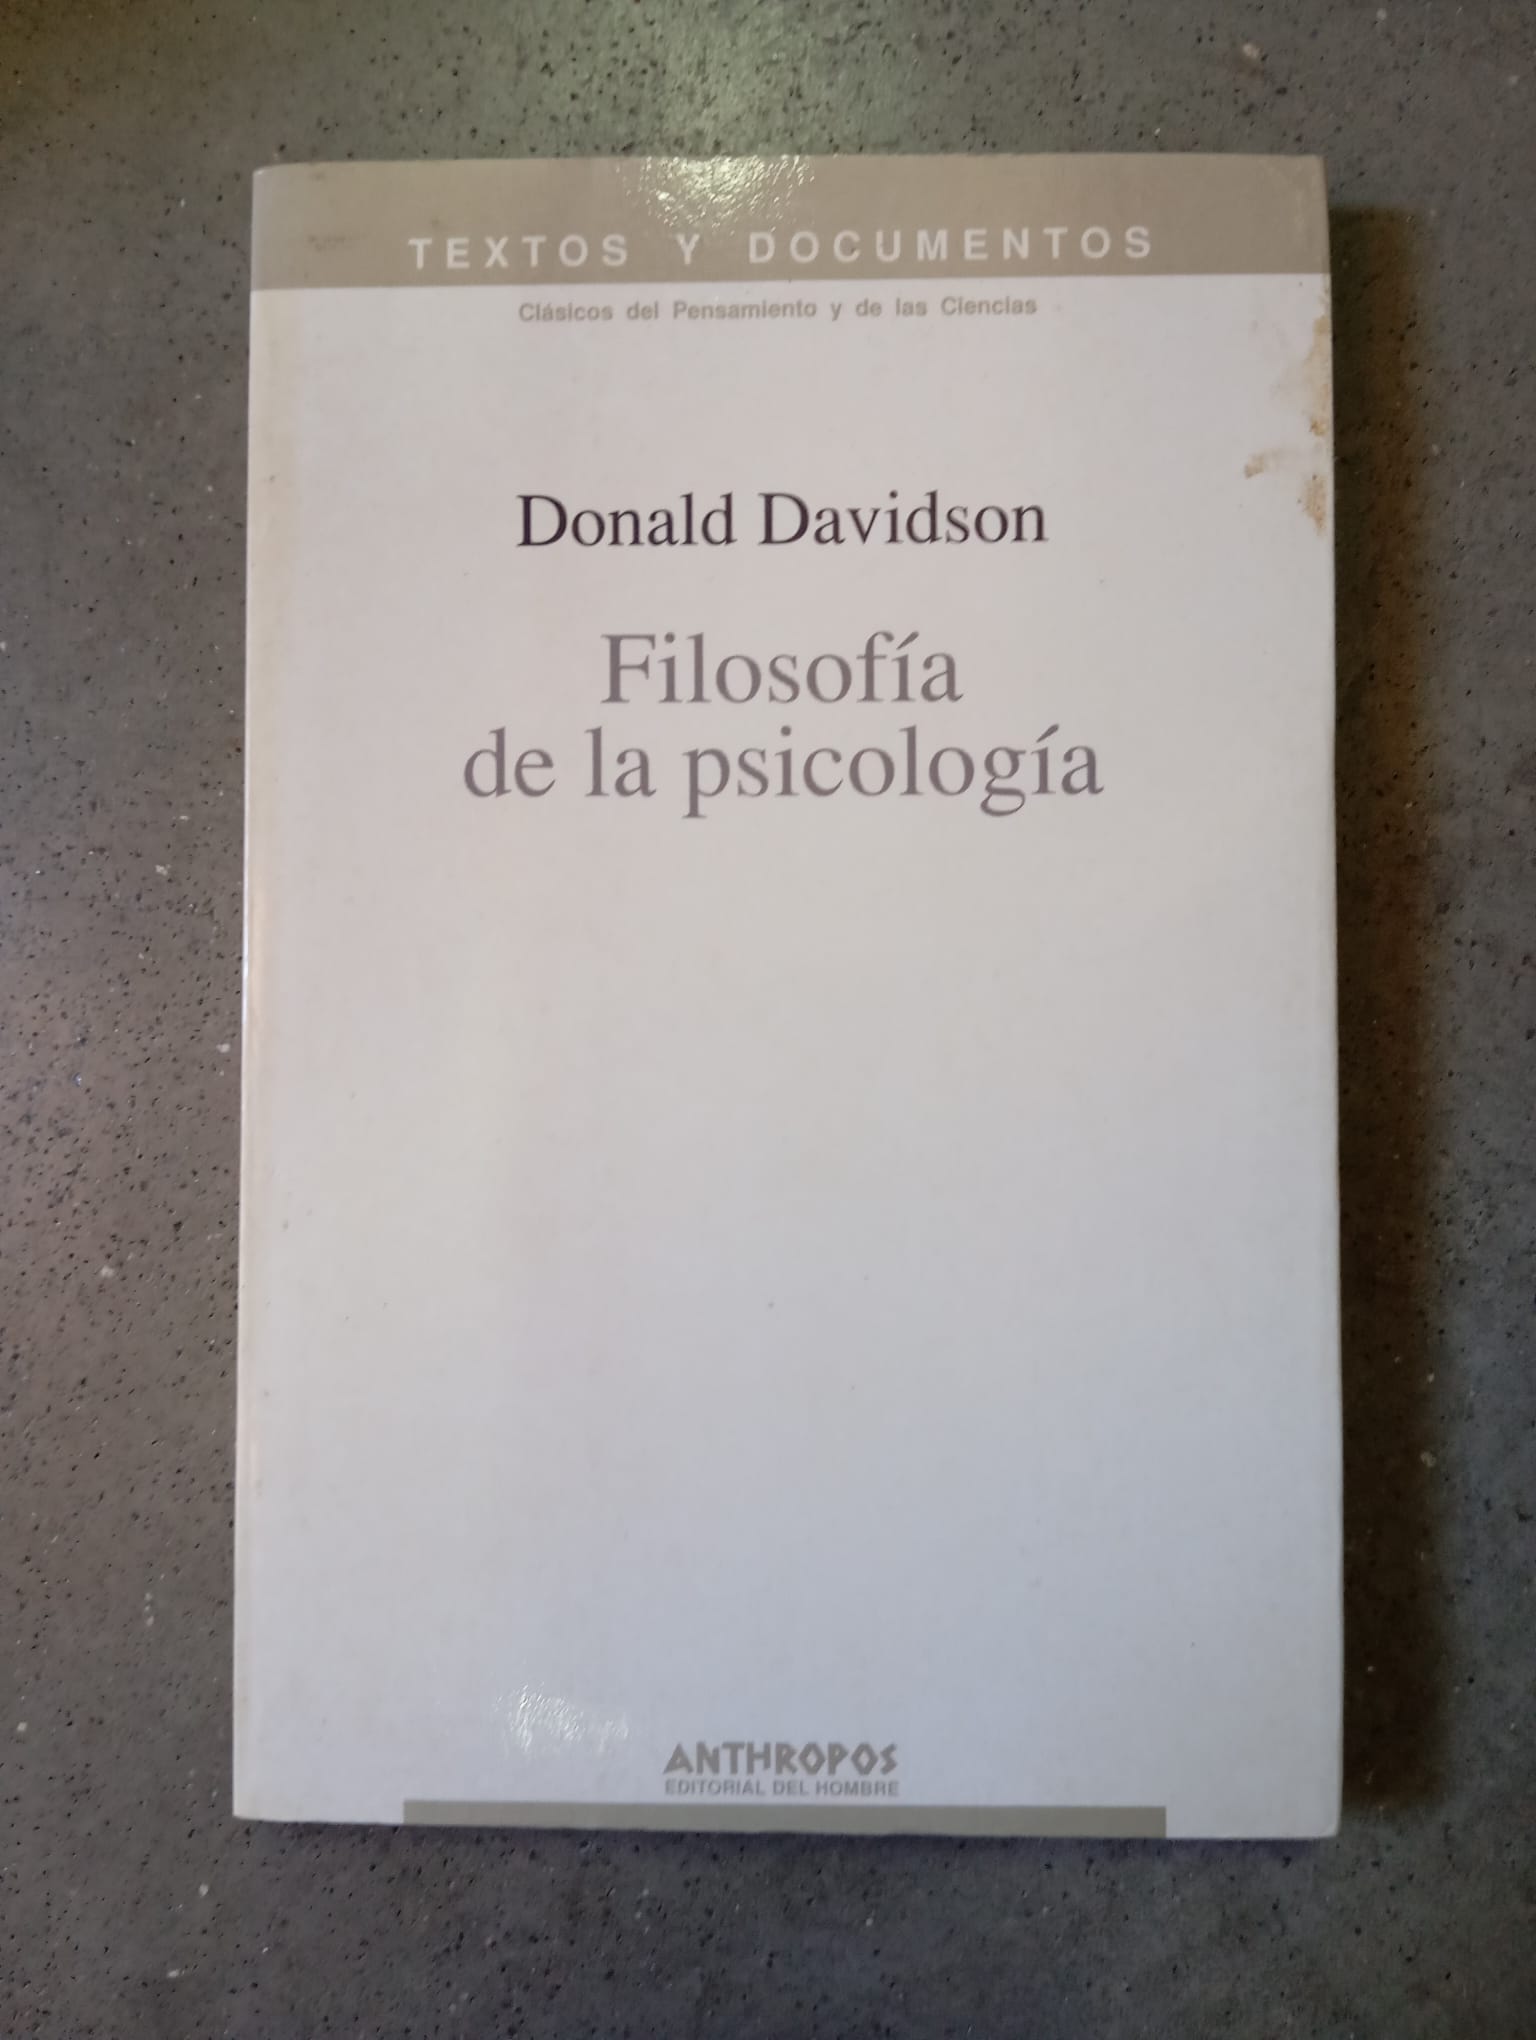 TEXTOS Y DOCUMENTOS
Clásicos del Pensamiento y de las Ciencias
Donald Davidson
Filosofía
de la psicología
ANTHROPOS
EDITORIAL DEL HOMBRE